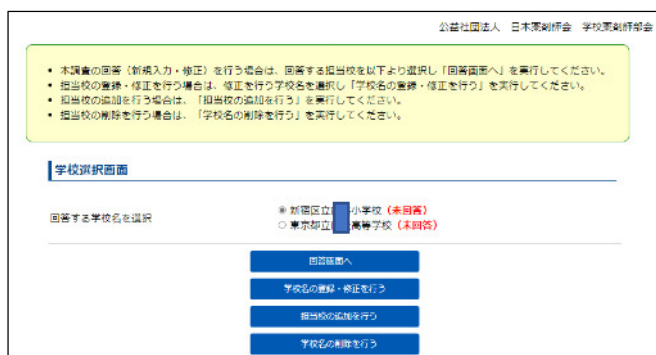 公益社団法人 日本薬剤師会 学校薬剤師部会
• 本調査の回答（新規入力・修正）を行う場合は、回答する担当校を以下より選択し「回答画面へ」を実行してください。
• 担当校の登録・修正を行う場合は、修正を行う学校名を選択し「学校名の登録・修正を行う」を実行してください。
• 担当校の追加を行う場合は、「担当校の追加を行う」を実行してください。
• 担当校の削除を行う場合は、「学校名の削除を行う」を実行してください。
学校選択画面
回答する学校名を選択
新宿区立 小学校（未回答）
東京都立 高等学校（未回答）
回答画面へ
学校名の登録・修正を行う
担当校の追加を行う
学校名の削除を行う